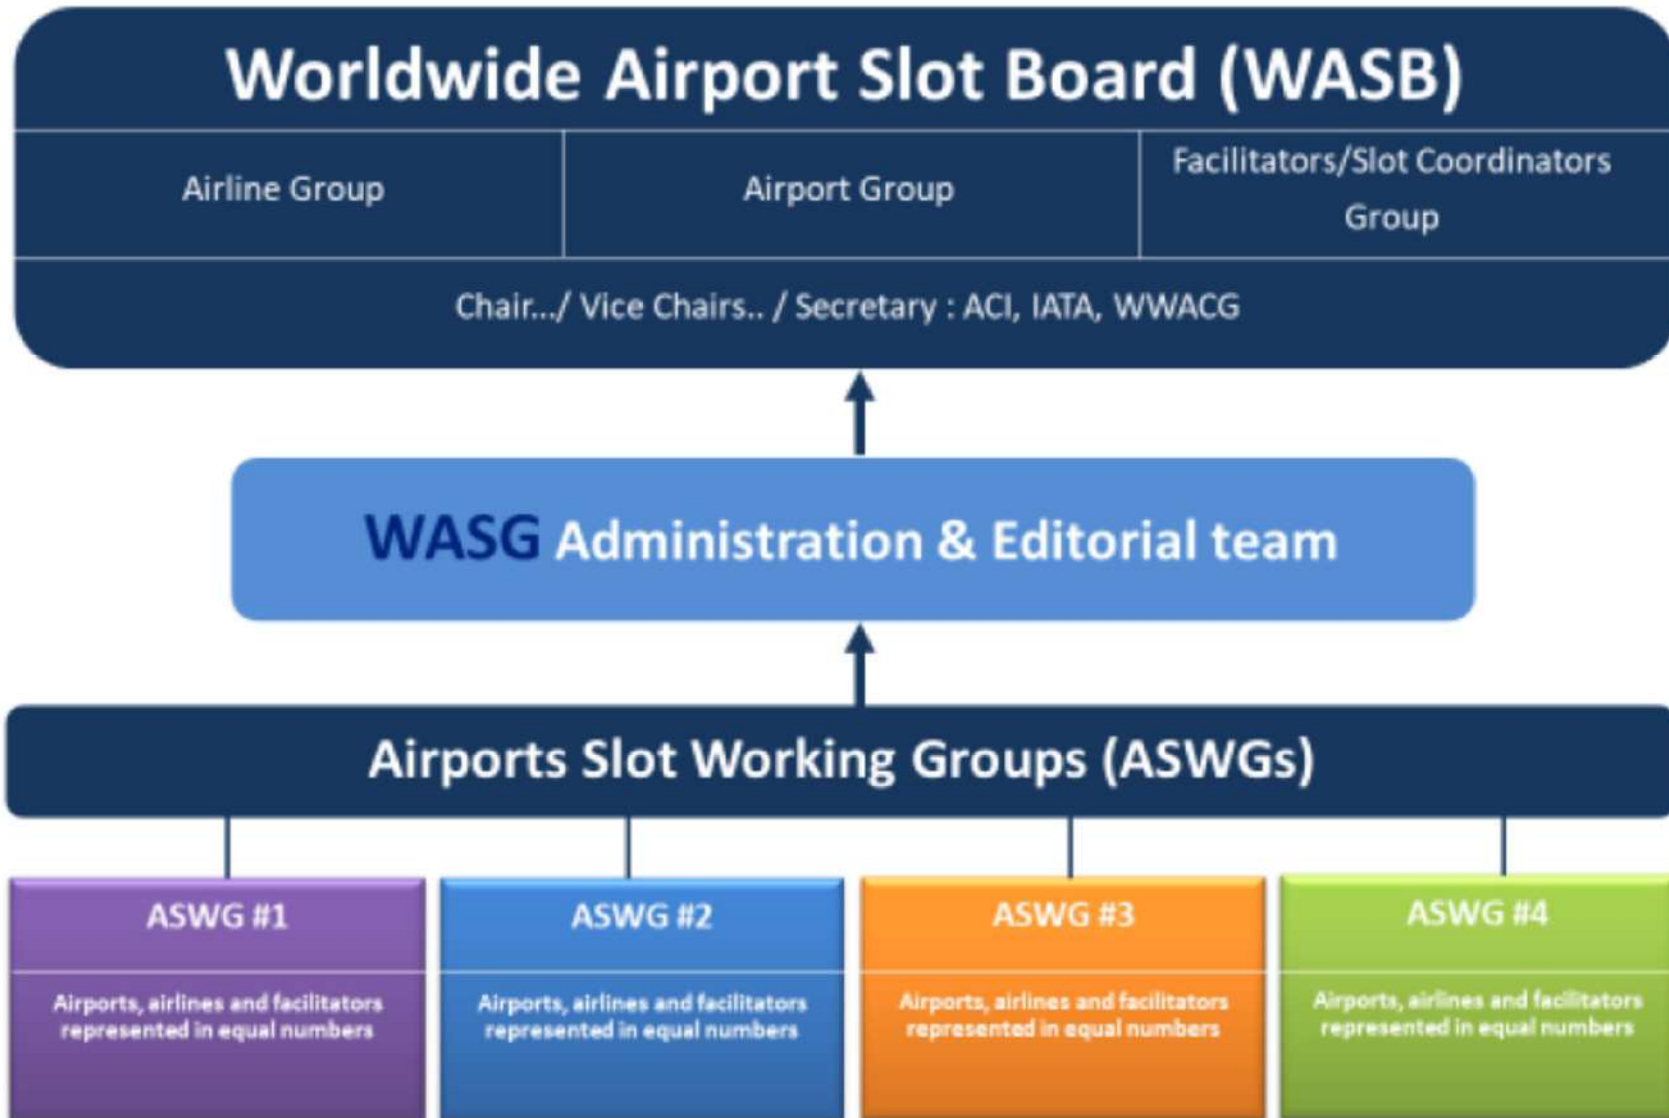 Worldwide Airport Slot Board (WASB)
Airline Group
Airport Group
Facilitators/Slot Coordinators
Group
Chair.../ Vice Chairs.. / Secretary : ACI, IATA, WWACG
WASG Administration & Editorial team
Airports Slot Working Groups (ASWGs)
ASWG #1
Airports, airlines and facilitators
represented in equal numbers
ASWG #2
Airports, airlines and facilitators
represented in equal numbers
ASWG #3
Airports, airlines and facilitators
represented in equal numbers
ASWG #4
Airports, airlines and facilitators
represented in equal numbers